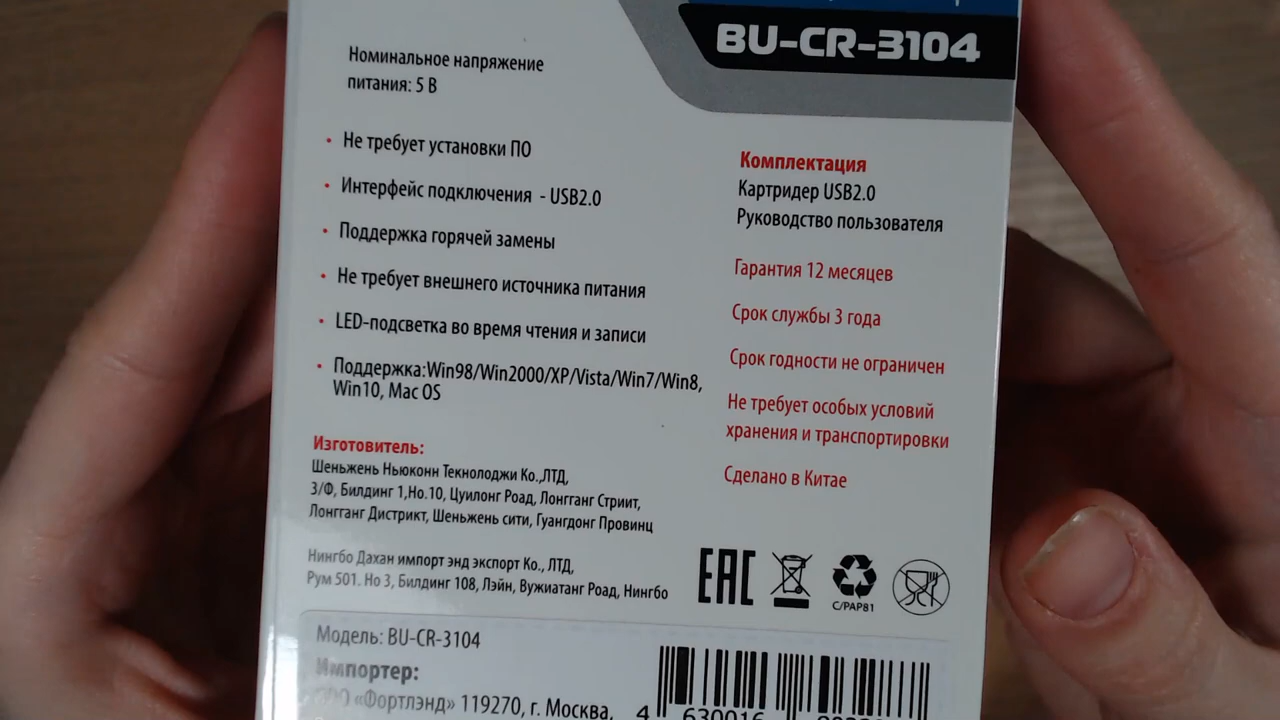 BU-CR-3104
Номинальное напряжение
питания: 5 В
• Не требует установки ПО
• Интерфейс подключения - USB2.0
• Поддержка горячей замены
• Не требует внешнего источника питания
• LED-подсветка во время чтения и записи
• Поддержка:Win98/Win2000/XP/Vista/Win7/Win8,
Win10, Mac OS
Изготовитель:
Шеньжень Ньюконн Текнолоджи Ко.,ЛТД,
3/Ф, Билдинг 1,Но.10, Цуилонг Роад, Лонгганг Стриит,
Лонгганг Дистрикт, Шеньжень сити, Гуангдонг Провинц
Нингбо Дахан импорт энд экспорт Ко., ЛТД,
Рум 501. Но 3, Билдинг 108, Лэйн, Вужиатанг Роад, Нингбо
Комплектация
Картридер USB2.0
Руководство пользователя
Гарантия 12 месяцев
Срок службы 3 года
Срок годности не ограничен
Не требует особых условий
хранения и транспортировки
Сделано в Китае
EAC
C/PAP81
Модель: BU-CR-3104
Импортер:
ООО «Фортлэнд» 119270, г. Москва,
4 630016